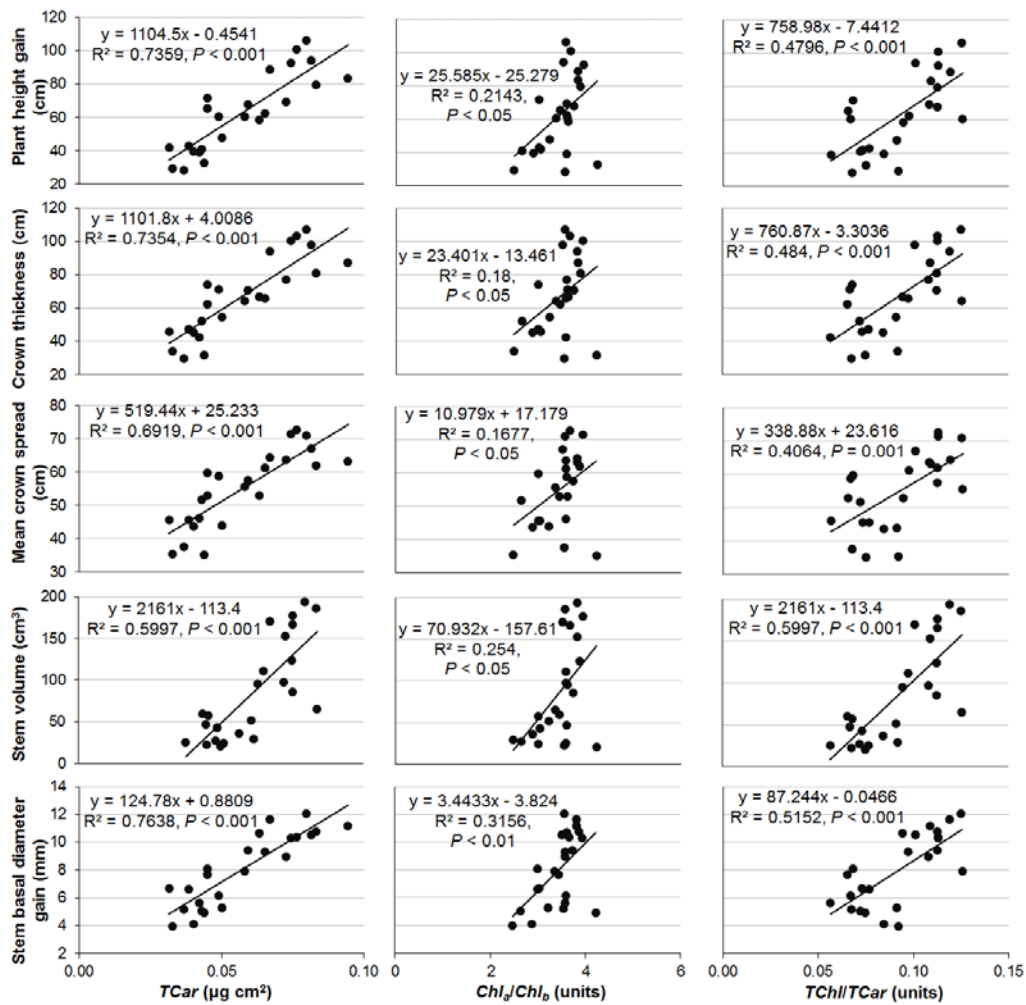 Plant height gain
(cm)
120
100
80
60
40
20
y = 1104.5x - 0.4541
R² = 0.7359, P < 0.001
y = 25.585x - 25.279
R² = 0.2143,
P < 0.05
y = 758.98x - 7.4412
R² = 0.4796, P < 0.001
Crown thickness (cm)
120
100
80
60
40
20
y = 1101.8x + 4.0086
R² = 0.7354, P < 0.001
y = 23.401x - 13.461
R² = 0.18,
P < 0.05
y = 760.87x - 3.3036
R² = 0.484, P < 0.001
Mean crown spread
(cm)
80
70
60
50
40
30
y = 519.44x + 25.233
R² = 0.6919, P < 0.001
y = 10.979x + 17.179
R² = 0.1677,
P < 0.05
y = 338.88x + 23.616
R² = 0.4064, P = 0.001
Stem volume (cm³)
200
150
100
50
0
y = 2161x - 113.4
R² = 0.5997, P < 0.001
y = 70.932x - 157.61
R² = 0.254,
P < 0.05
y = 2161x - 113.4
R² = 0.5997, P < 0.001
Stem basal diameter
gain (mm)
14
12
10
8
6
4
2
y = 124.78x + 0.8809
R² = 0.7638, P < 0.001
y = 3.4433x - 3.824
R² = 0.3156,
P < 0.01
y = 87.244x - 0.0466
R² = 0.5152, P < 0.001
0.00 0.05 0.10
0 2 4 6
0.00 0.05 0.10 0.15
TCar (µg cm²)
Chlₐ/Chl_b (units)
TChl/TCar (units)